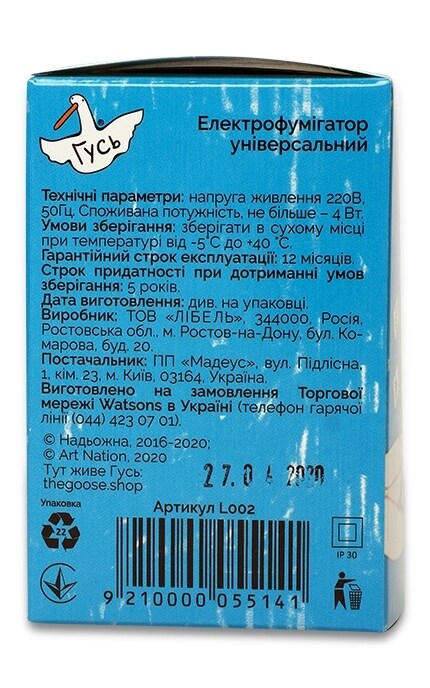 Гусь
®
Електрофумігатор
універсальний
Технічні параметри: напруга живлення 220В,
50Гц. Споживана потужність, не більше – 4 Вт.
Умови зберігання: зберігати в сухому місці
при температурі від -5°C до +40 °C.
Гарантійний строк експлуатації: 12 місяців.
Строк придатності при дотриманні умов
зберігання: 5 років.
Дата виготовлення: див. на упаковці.
Виробник: ТОВ «ЛІБЕЛЬ», 344000, Росія,
Ростовська обл., м. Ростов-на-Дону, бул. Ко-
марова, буд. 20.
Постачальник: ПП «Мадеус», вул. Підлісна,
1, кім. 23, м. Київ, 03164, Україна.
Виготовлено на замовлення Торгової
мережі Watsons в Україні (телефон гарячої
лінії (044) 423 07 01).
© Надьожна, 2016-2020;
© Art Nation, 2020
Тут живе Гусь:
thegoose.shop
27.04 2020
Упаковка
Артикул L002
22
IP 30
9 210000 055141